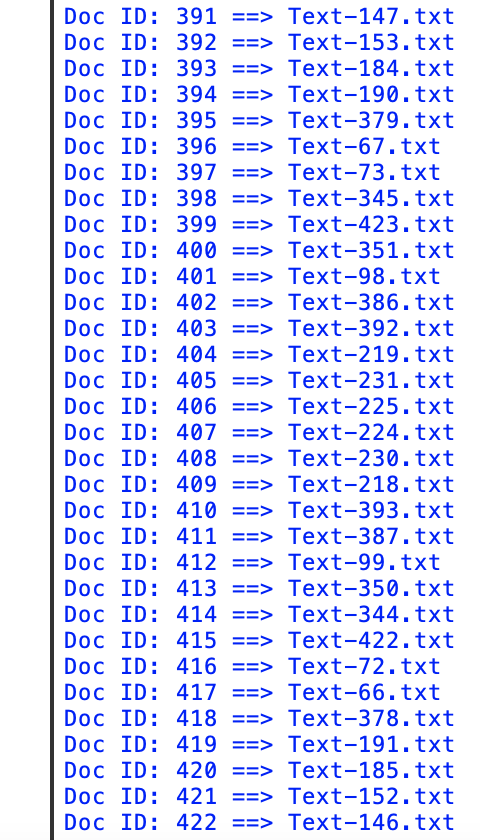 Doc ID: 391 ==> Text-147.txt
Doc ID: 392 ==> Text-153.txt
Doc ID: 393 ==> Text-184.txt
Doc ID: 394 ==> Text-190.txt
Doc ID: 395 ==> Text-379.txt
Doc ID: 396 ==> Text-67.txt
Doc ID: 397 ==> Text-73.txt
Doc ID: 398 ==> Text-345.txt
Doc ID: 399 ==> Text-423.txt
Doc ID: 400 ==> Text-351.txt
Doc ID: 401 ==> Text-98.txt
Doc ID: 402 ==> Text-386.txt
Doc ID: 403 ==> Text-392.txt
Doc ID: 404 ==> Text-219.txt
Doc ID: 405 ==> Text-231.txt
Doc ID: 406 ==> Text-225.txt
Doc ID: 407 ==> Text-224.txt
Doc ID: 408 ==> Text-230.txt
Doc ID: 409 ==> Text-218.txt
Doc ID: 410 ==> Text-393.txt
Doc ID: 411 ==> Text-387.txt
Doc ID: 412 ==> Text-99.txt
Doc ID: 413 ==> Text-350.txt
Doc ID: 414 ==> Text-344.txt
Doc ID: 415 ==> Text-422.txt
Doc ID: 416 ==> Text-72.txt
Doc ID: 417 ==> Text-66.txt
Doc ID: 418 ==> Text-378.txt
Doc ID: 419 ==> Text-191.txt
Doc ID: 420 ==> Text-185.txt
Doc ID: 421 ==> Text-152.txt
Doc ID: 422 ==> Text-146.txt